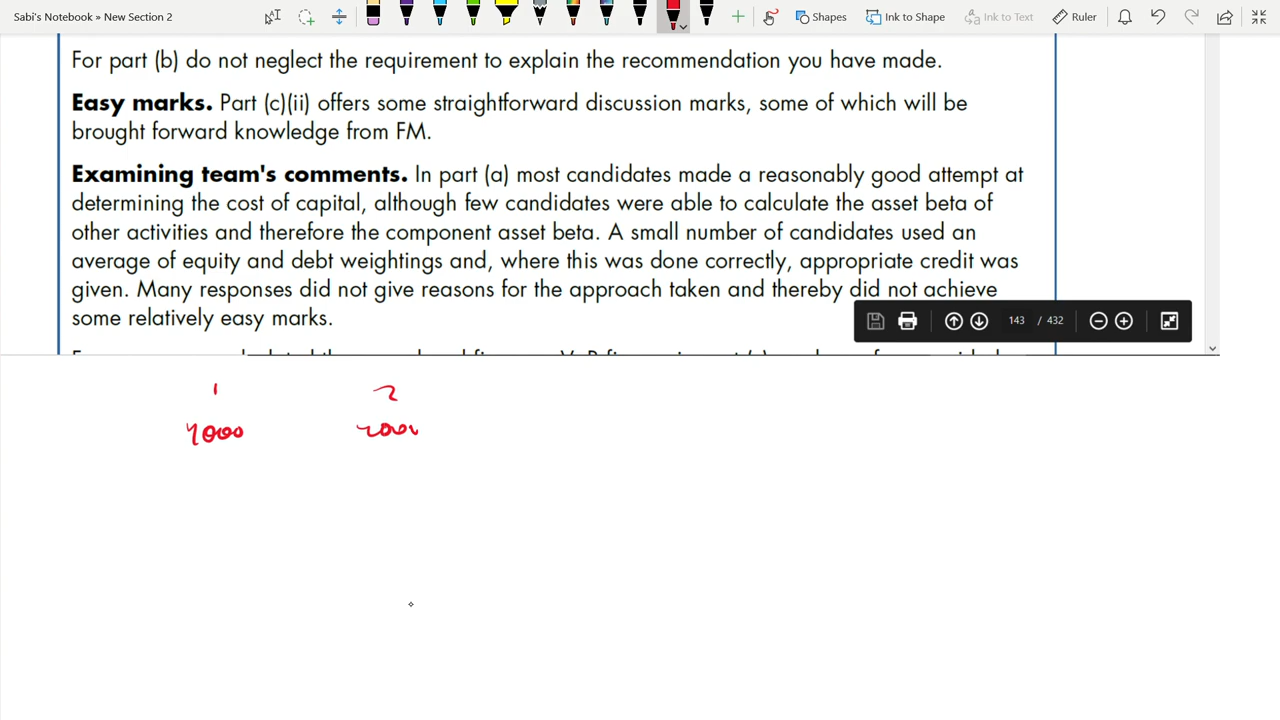 Sabi's Notebook » New Section 2
Shapes
Ink to Shape
Ink to Text
Ruler
For part (b) do not neglect the requirement to explain the recommendation you have made.
Easy marks. Part (c)(ii) offers some straightforward discussion marks, some of which will be
brought forward knowledge from FM.
Examining team's comments. In part (a) most candidates made a reasonably good attempt at
determining the cost of capital, although few candidates were able to calculate the asset beta of
other activities and therefore the component asset beta. A small number of candidates used an
average of equity and debt weightings and, where this was done correctly, appropriate credit was
given. Many responses did not give reasons for the approach taken and thereby did not achieve
some relatively easy marks.
143 / 432
1 2